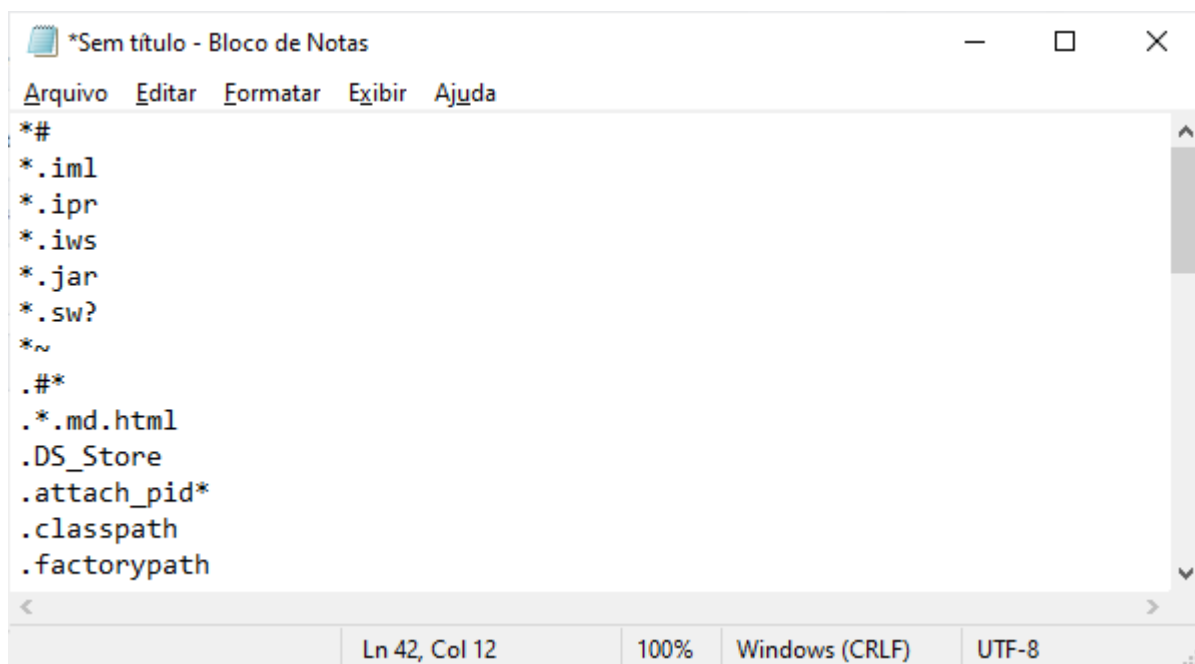 *Sem título - Bloco de Notas
Arquivo Editar Formatar Exibir Ajuda
*#
*.iml
*.ipr
*.iws
*.jar
*.sw?
*~
.#*
.*.md.html
.DS_Store
.attach_pid*
.classpath
.factorypath
Ln 42, Col 12 100% Windows (CRLF) UTF-8